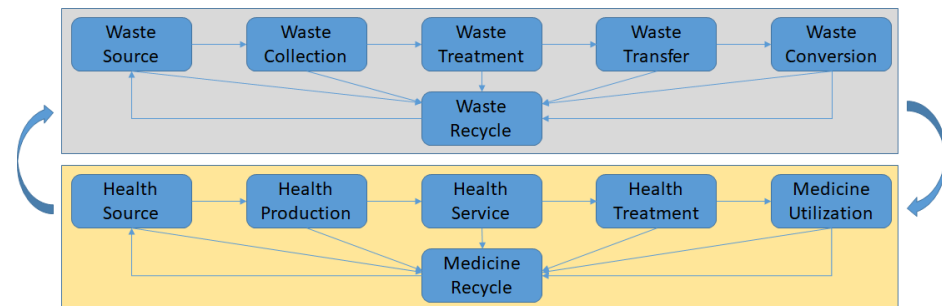 Waste
Source
Waste
Collection
Waste
Treatment
Waste
Transfer
Waste
Conversion
Waste
Recycle
Health
Source
Health
Production
Health
Service
Health
Treatment
Medicine
Utilization
Medicine
Recycle